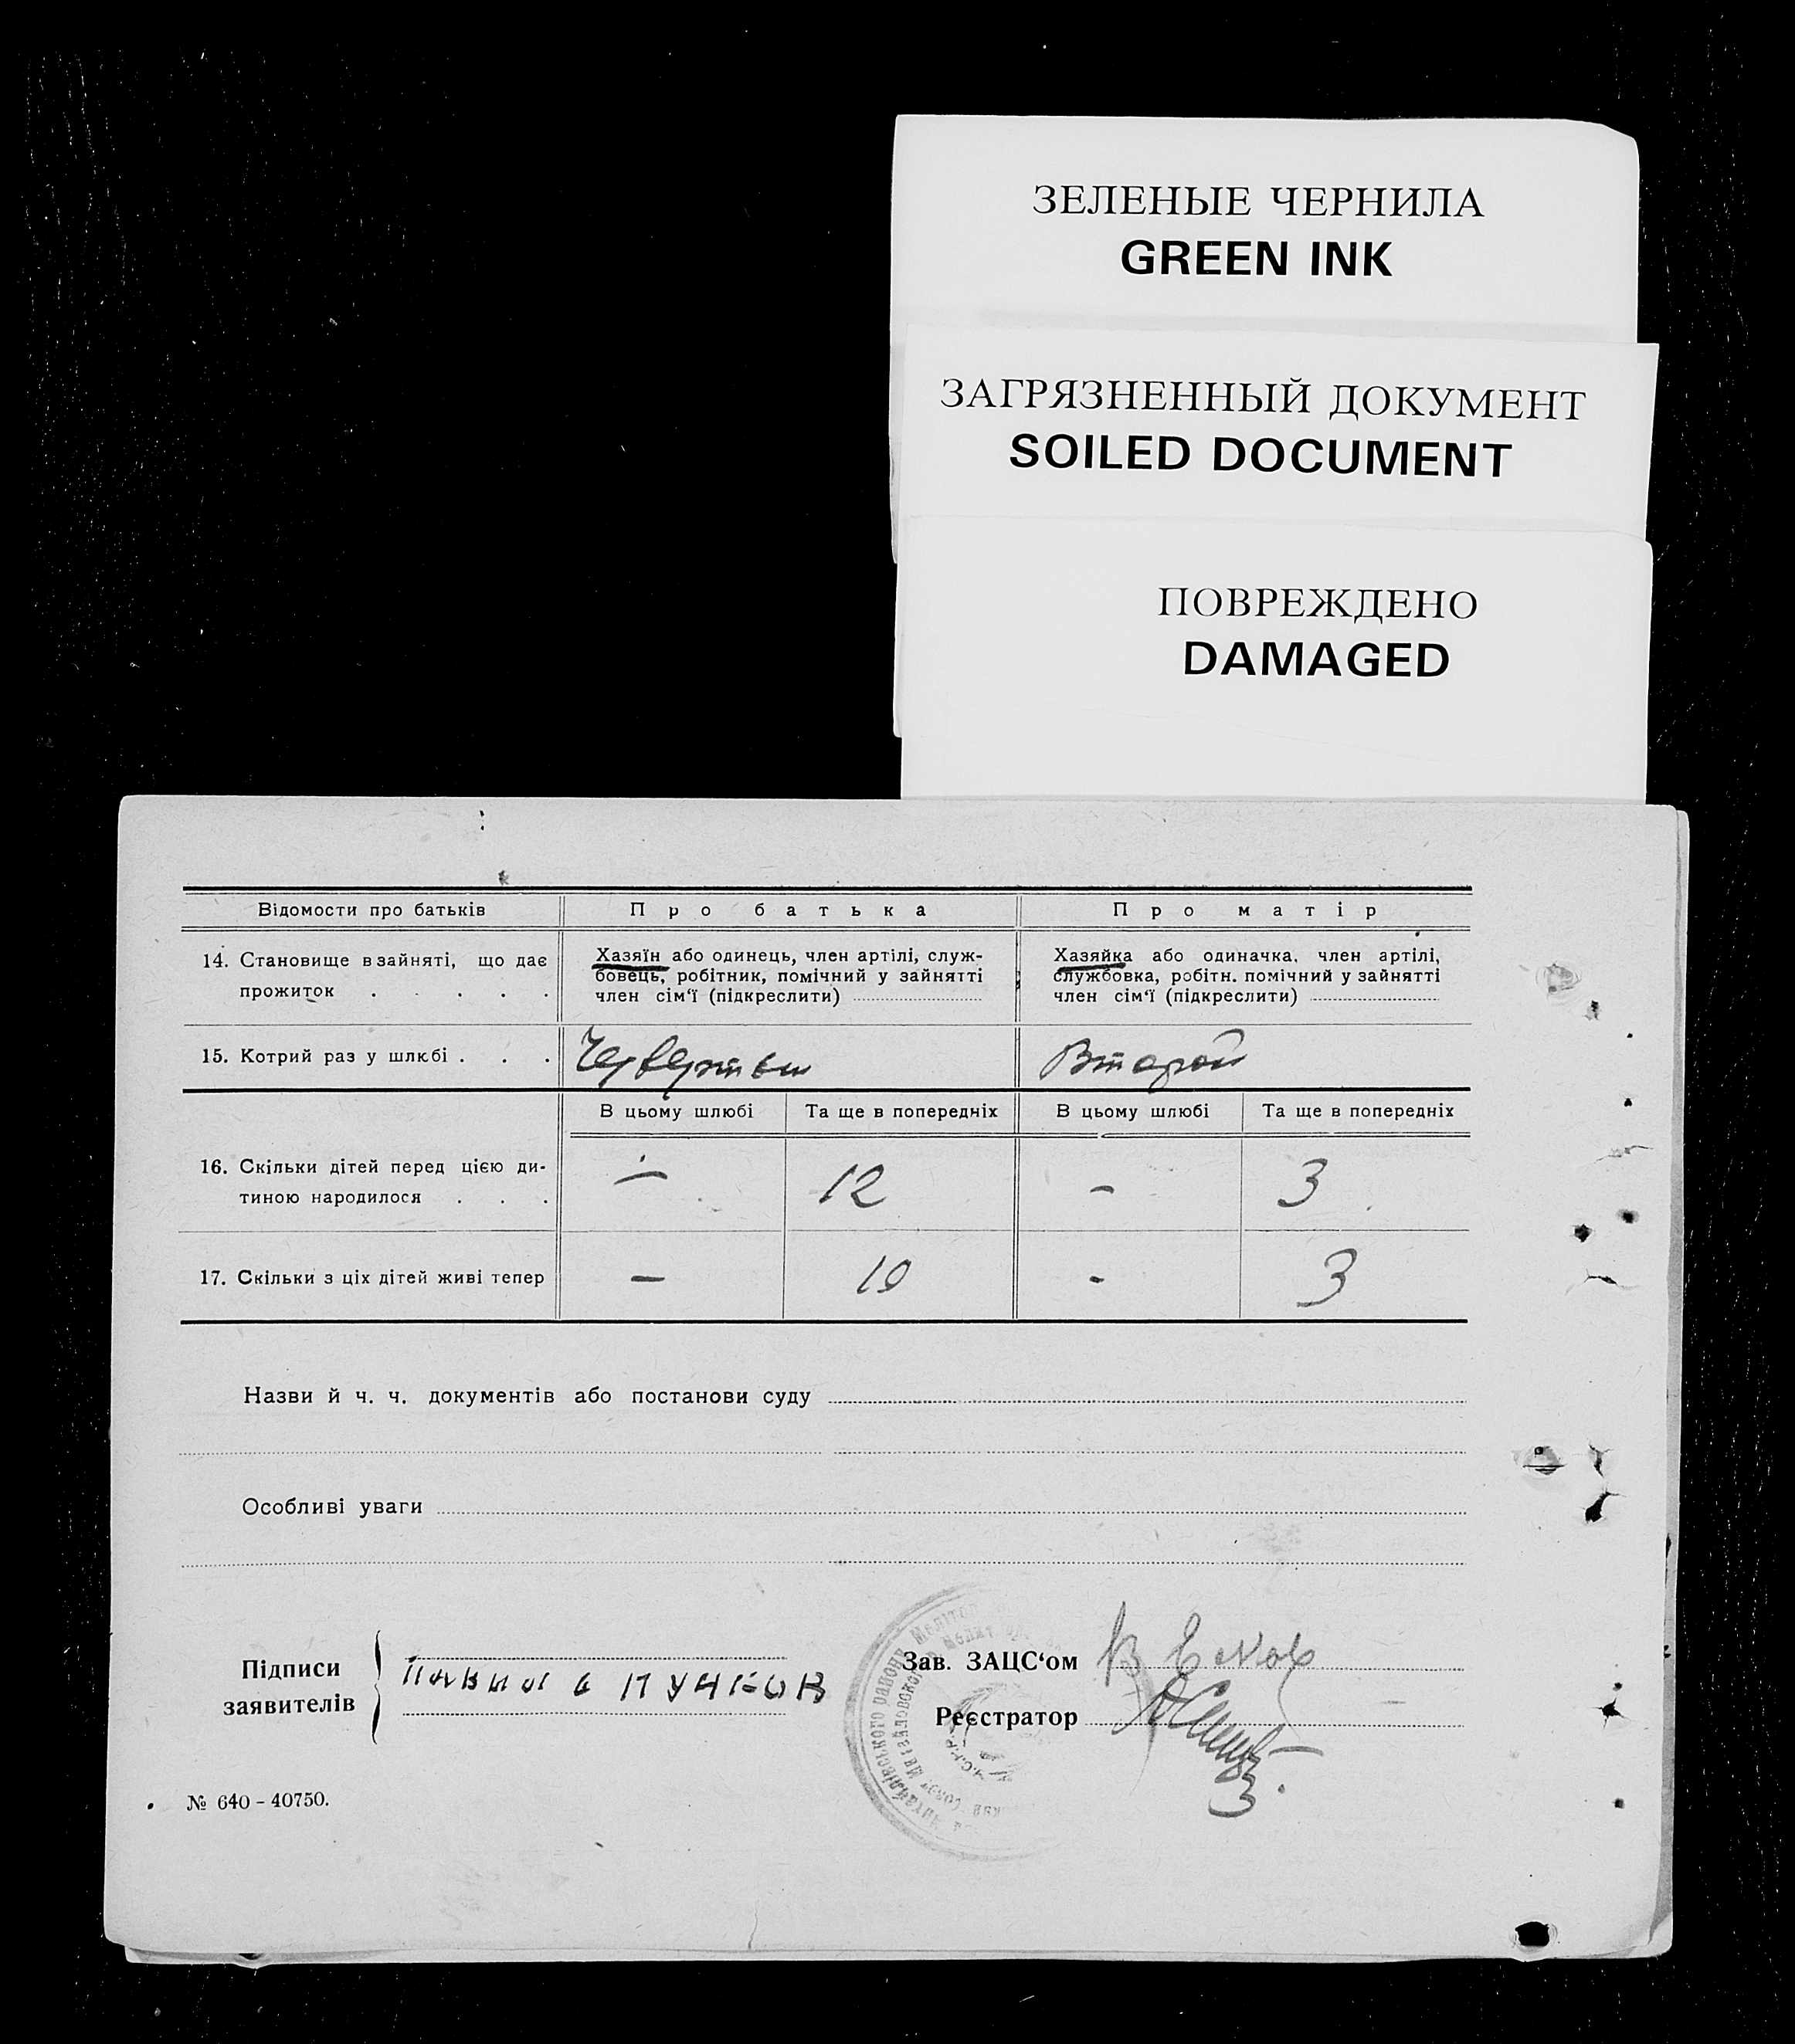 ЗЕЛЕНЫЕ ЧЕРНИЛА
GREEN INK
ЗАГРЯЗНЕННЫЙ ДОКУМЕНТ
SOILED DOCUMENT
ПОВРЕЖДЕНО
DAMAGED
Відомости про батьків
Про батька
Про матір
14. Становище в зайняті, що дає
прожиток . . . . .
Хазяїн або одинець, член артілі, служ-
бовець, робітник, помічний у зайнятті
член сім'ї (підкреслити)
Хазяйка або одиначка, член артілі,
службовка, робітн. помічний у зайнятті
член сім'ї (підкреслити)
15. Котрий раз у шлюбі . . .
Второй
В цьому шлюбі
Та ще в попередніх
В цьому шлюбі
Та ще в попередніх
16. Скільки дітей перед цією ди-
тиною народилося . . .
— 12 - 3
17. Скільки з ціх дітей живі тепер
— 10 - 3
Назви й ч. ч. документів або постанови суду
Особливі уваги
Підписи
заявителів
Зав. ЗАЦС‘ом
Реєстратор
№ 640 – 40750.